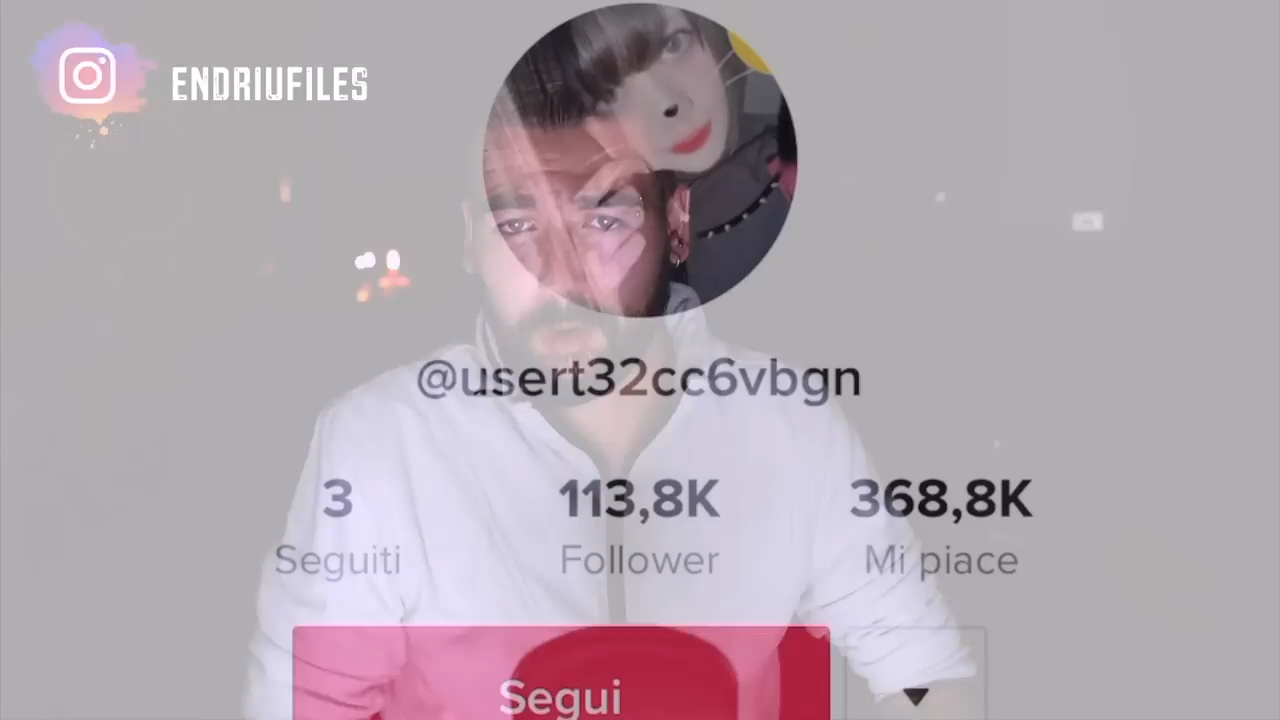 ENDRIUFILES
@usert32cc6vbgn
3 113,8K 368,8K
Seguiti Follower Mi piace
Segui